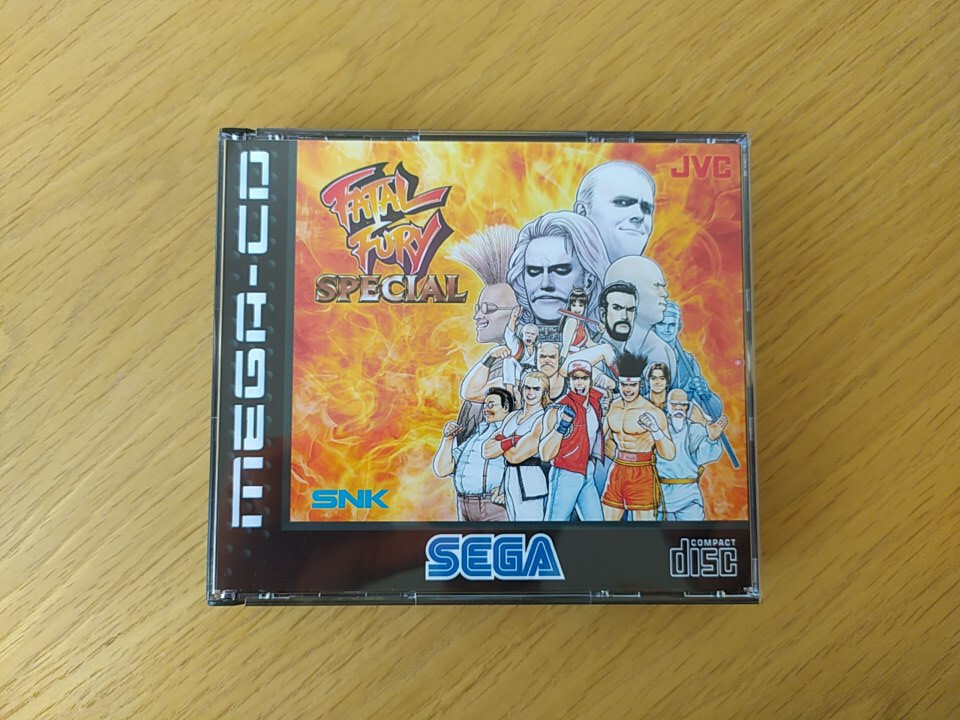 MEGA-CD
JVC
FATAL
FURY
SPECIAL
SNK
SEGA
COMPACT
disc